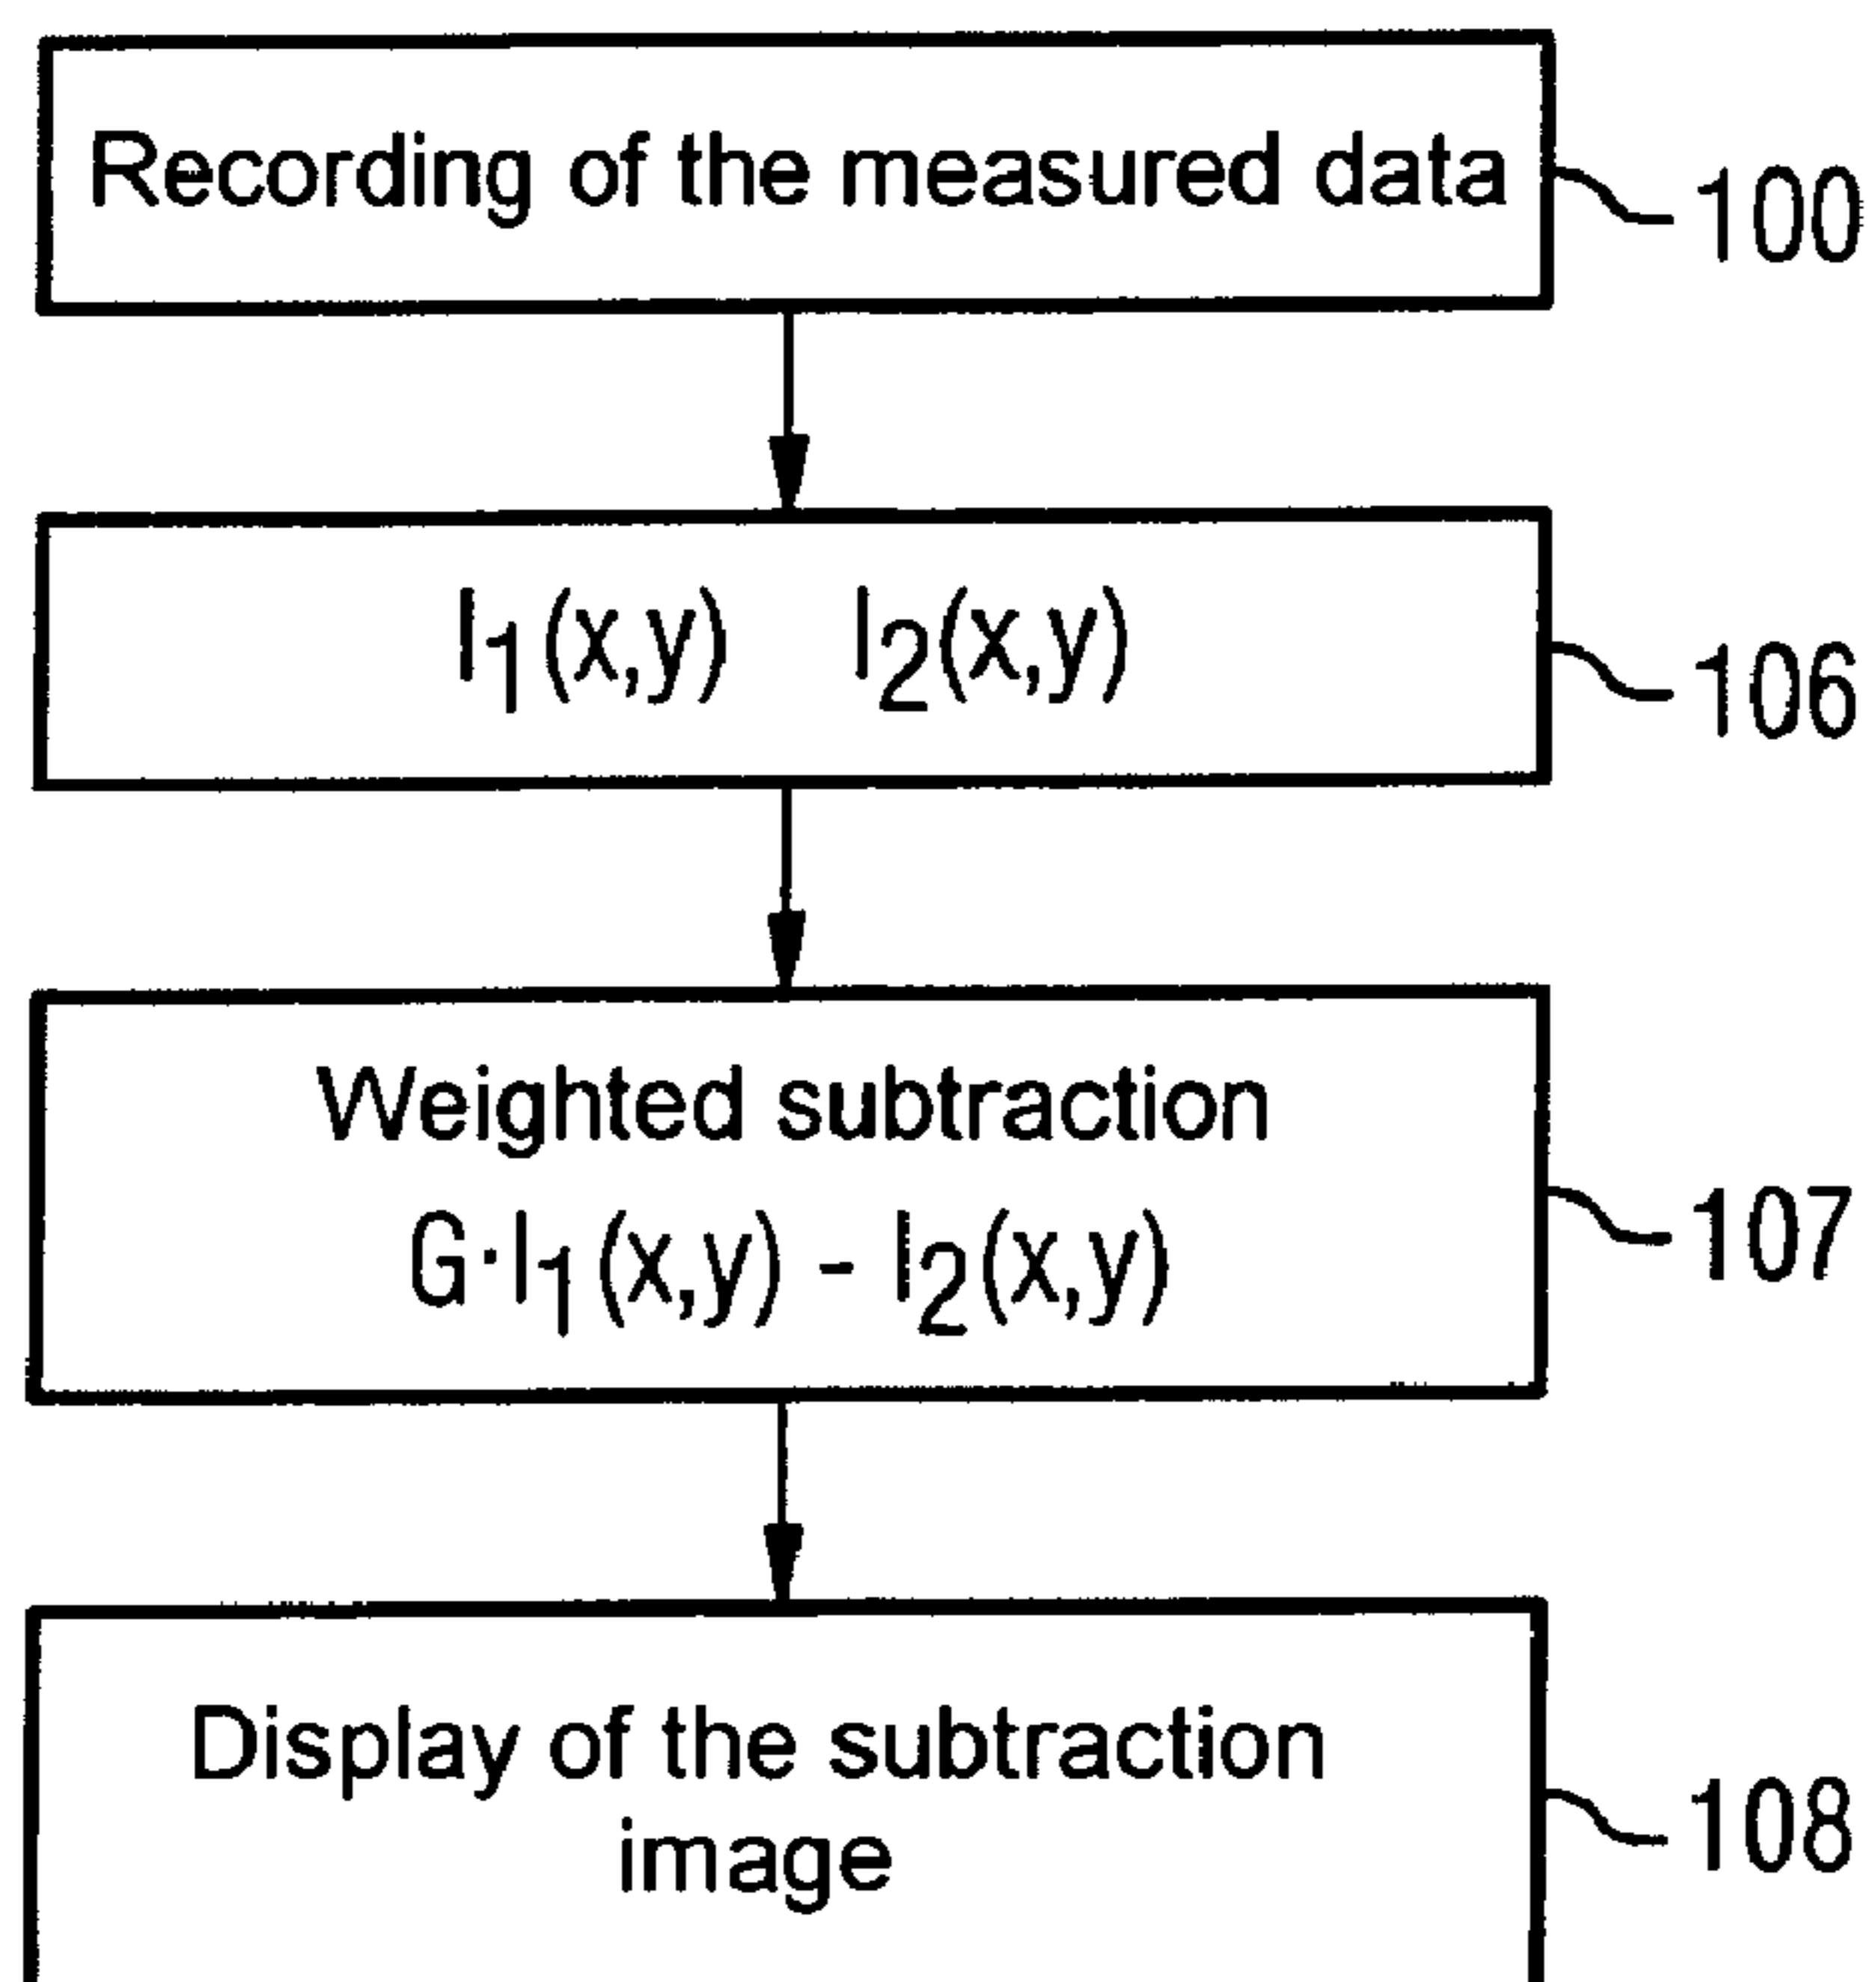 Recording of the measured data
100
I1(x,y) I2(x,y)
106
Weighted subtraction
G·I1(x,y) - I2(x,y)
107
Display of the subtraction
image
108